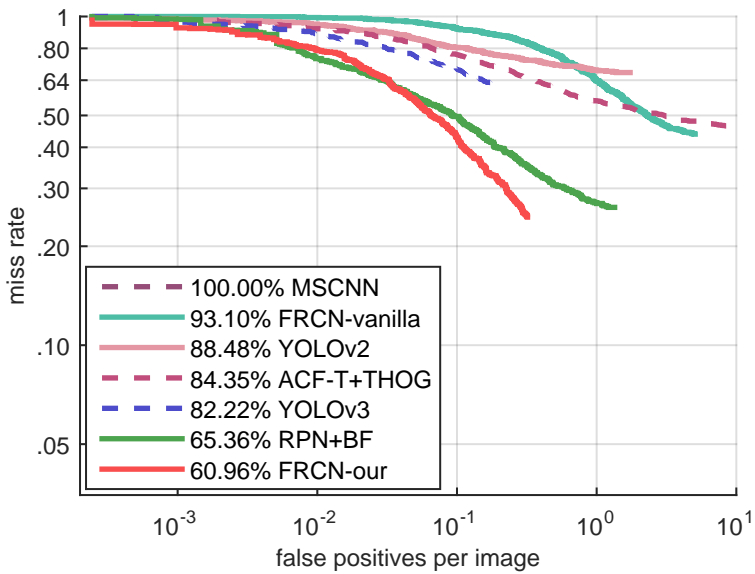 1
.80
.64
.50
.40
.30
.20
.10
.05
miss rate
100.00% MSCNN
93.10% FRCN-vanilla
88.48% YOLOv2
84.35% ACF-T+THOG
82.22% YOLOv3
65.36% RPN+BF
60.96% FRCN-our
10^-3 10^-2 10^-1 10^0 10^1
false positives per image